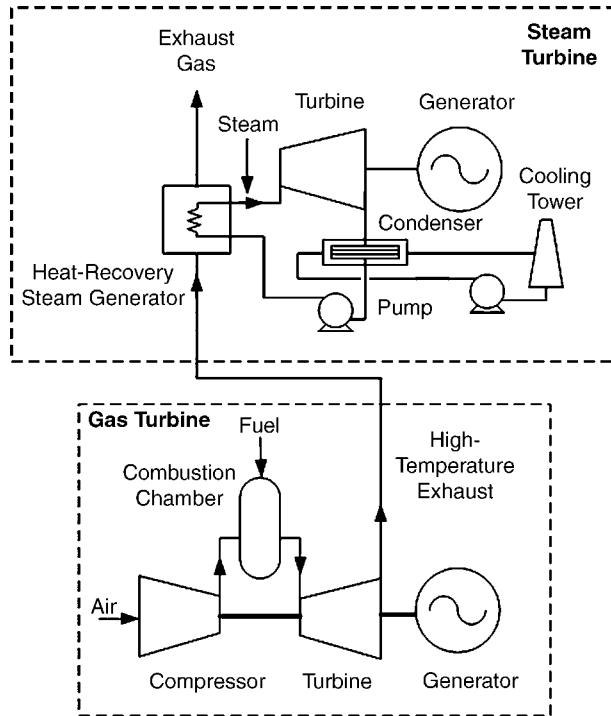 Steam
Turbine
Exhaust
Gas
Turbine
Generator
Steam
Cooling
Tower
Condenser
Heat-Recovery
Steam Generator
Pump
Gas Turbine
Fuel
High-
Temperature
Exhaust
Combustion
Chamber
Air
Compressor
Turbine
Generator